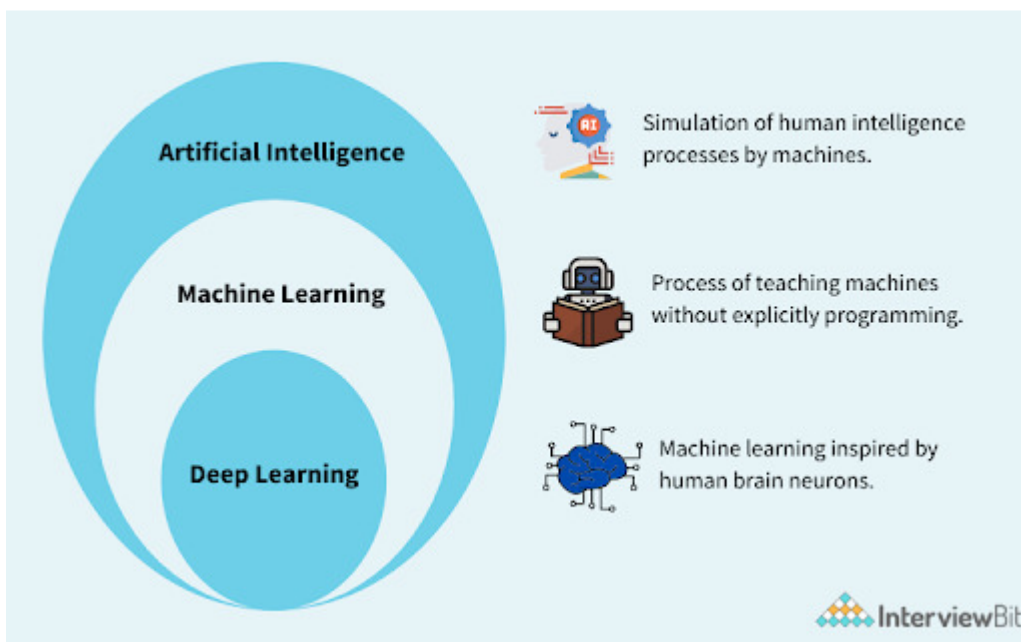 Artificial Intelligence
AI
Simulation of human intelligence
processes by machines.
Machine Learning
Process of teaching machines
without explicitly programming.
Deep Learning
Machine learning inspired by
human brain neurons.
InterviewBit